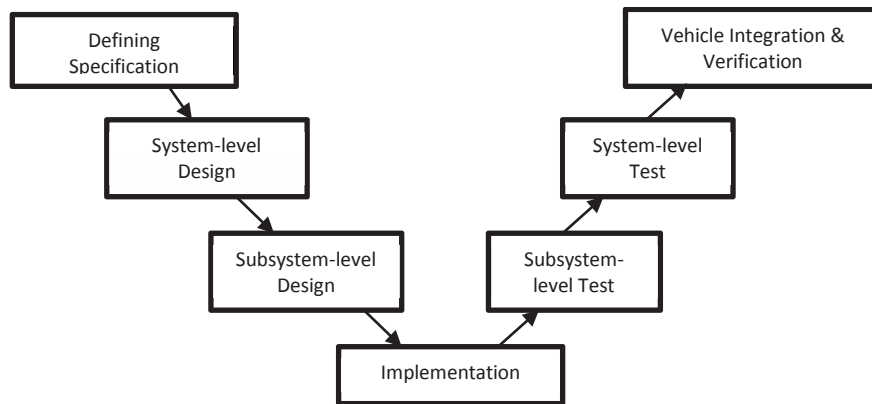 Defining
Specification
Vehicle Integration &
Verification
System-level
Design
System-level
Test
Subsystem-level
Design
Subsystem-
level Test
Implementation